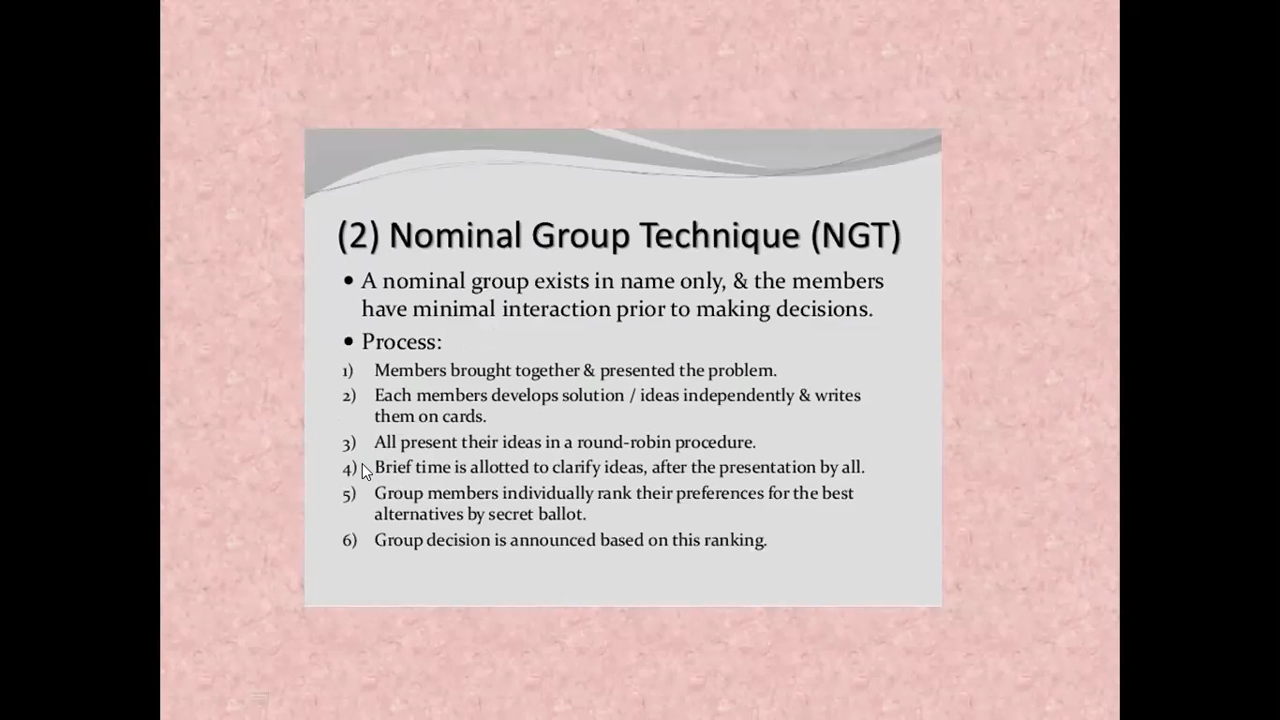 (2) Nominal Group Technique (NGT)
• A nominal group exists in name only, & the members
have minimal interaction prior to making decisions.
• Process:
1) Members brought together & presented the problem.
2) Each members develops solution / ideas independently & writes
them on cards.
3) All present their ideas in a round-robin procedure.
4) Brief time is allotted to clarify ideas, after the presentation by all.
5) Group members individually rank their preferences for the best
alternatives by secret ballot.
6) Group decision is announced based on this ranking.